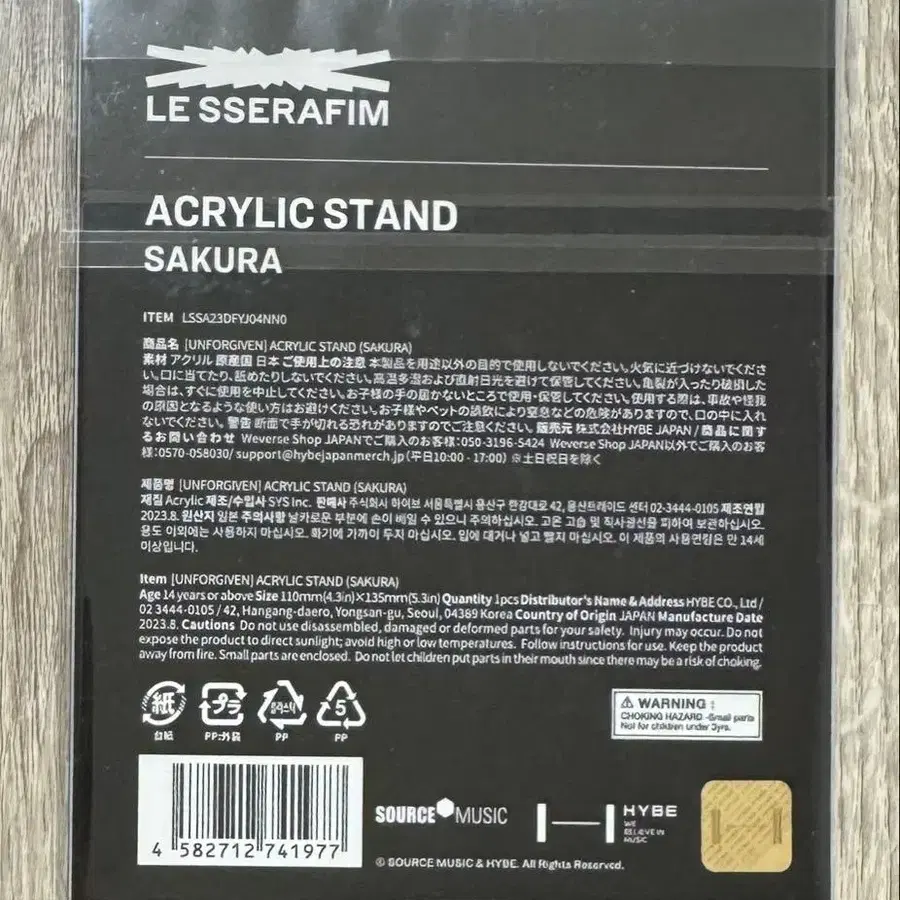 LE SSERAFIM
ACRYLIC STAND
SAKURA
ITEM LSSA23DFYJ04NN0
商品名 [UNFORGIVEN] ACRYLIC STAND (SAKURA)
素材 アクリル 原産国 日本 ご使用上の注意 本製品を用途以外の目的で使用しないでください。火気に近づけないでくださ
い。口に当てたり、舐めたりしないでください。高温多湿および直射日光を避けて保管してください。亀裂が入ったり破損した
場合は、すぐに使用を中止してください。お子様の手の届かないところで使用・保管してください。使用する際は、事故や怪我
の原因となるような使い方はお避けください。お子様やペットの誤飲により窒息などの危険がありますので、口の中に入れ
ないでください。警告 断面で手が切れる恐れがありますのでご注意ください。販売元 株式会社HYBE JAPAN / 商品に関す
るお問い合わせ Weverse Shop JAPANでご購入のお客様：050-3196-5424 Weverse Shop JAPAN以外でご購入のお客
様：0570-058030/ support@hybejapanmerch.jp (平日10:00 - 17:00) ※土日祝日を除く
제품명 [UNFORGIVEN] ACRYLIC STAND (SAKURA)
재질 Acrylic 제조/수입사 SYS Inc. 판매사 주식회사 하이브 서울특별시 용산구 한강대로 42, 용산트레이드 센터 02-3444-0105 제조연월
2023.8. 원산지 일본 주의사항 날카로운 부분에 손이 베일 수 있으니 주의하십시오. 고온 고습 및 직사광선을 피하여 보관하십시오.
용도 이외에는 사용하지 마십시오. 화기에 가까이 두지 마십시오. 입에 대거나 넣고 빨지 마십시오. 이 제품의 사용연령은 만 14세
이상입니다.
Item [UNFORGIVEN] ACRYLIC STAND (SAKURA)
Age 14 years or above Size 110mm(4.3in)×135mm(5.3in) Quantity 1pcs Distributor's Name & Address HYBE CO., Ltd /
02 3444-0105 / 42, Hangang-daero, Yongsan-gu, Seoul, 04389 Korea Country of Origin JAPAN Manufacture Date
2023.8. Cautions Do not use disassembled, damaged or deformed parts for your safety. Injury may occur. Do not
expose the product to direct sunlight; avoid high or low temperatures. Follow instructions for use. Keep the product
away from fire. Small parts are enclosed. Do not let children put parts in their mouth since there may be a risk of choking.
紙 プラ 플라스틱 5
台紙 PP:外装 PP PP
WARNING :
CHOKING HAZARD -Small parts
Not for children under 3yrs.
4 582712 741977
SOURCE MUSIC
HYBE
WE
BELIEVE IN
MUSIC
© SOURCE MUSIC & HYBE. All Rights Reserved.